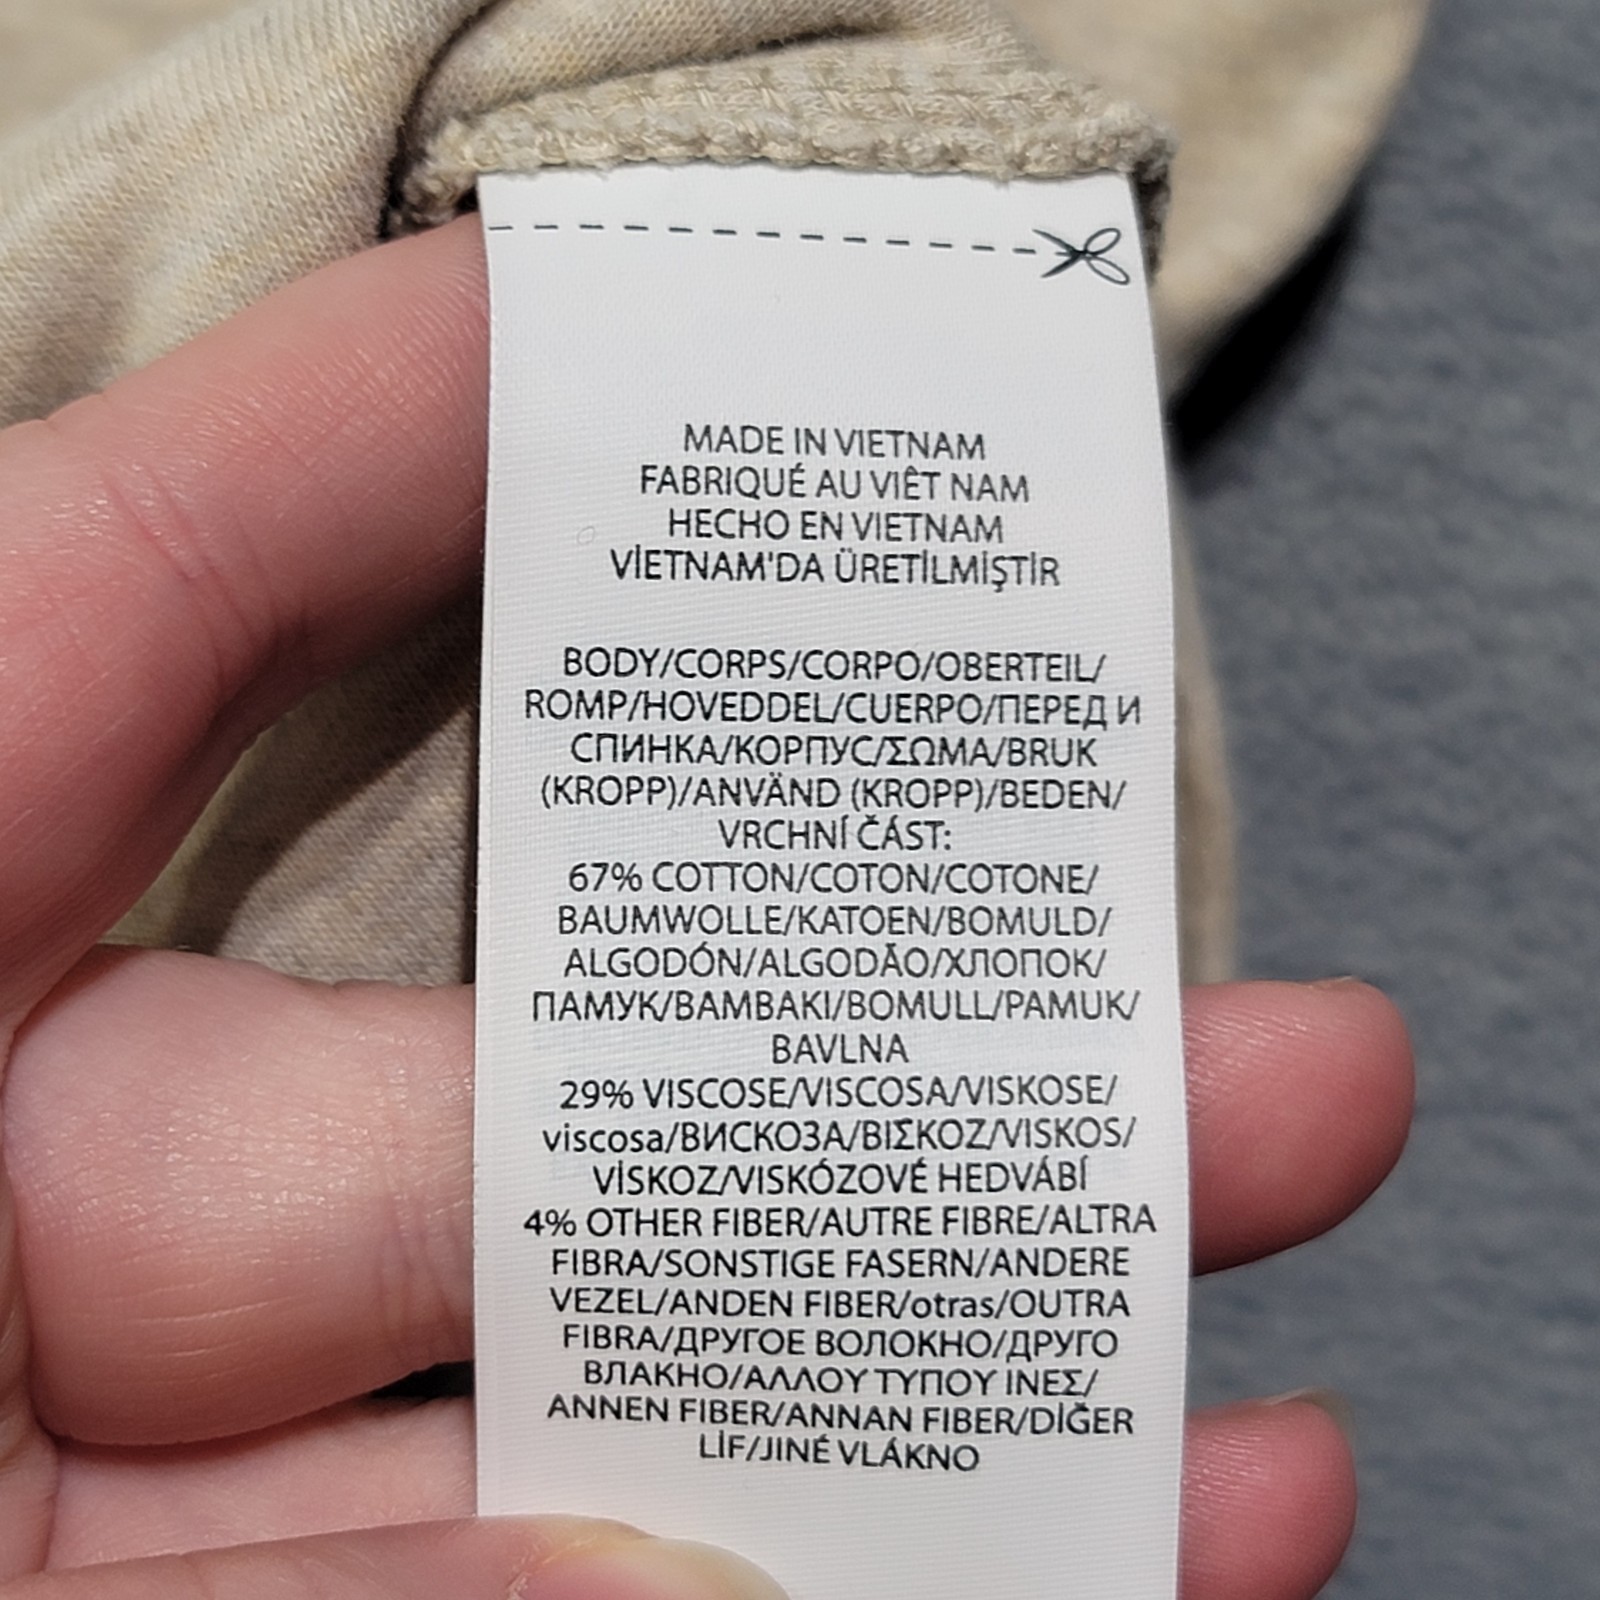 MADE IN VIETNAM
FABRIQUÉ AU VIÊT NAM
HECHO EN VIETNAM
VİETNAM'DA ÜRETİLMİŞTİR
BODY/CORPS/CORPO/OBERTEIL/
ROMP/HOVEDDEL/CUERPO/ПЕРЕД И
СПИНКА/КОРПУС/ΣΩΜΑ/BRUK
(KROPP)/ANVÄND (KROPP)/BEDEN/
VRCHNÍ ČÁST:
67% COTTON/COTON/COTONE/
BAUMWOLLE/KATOEN/BOMULD/
ALGODÓN/ALGODÃO/ХЛОПОК/
ПАМУК/ΒΑΜΒΑΚΙ/BOMULL/PAMUK/
BAVLNA
29% VISCOSE/VISCOSA/VISKOSE/
viscosa/ВИСКОЗА/ΒΙΣΚΟΖ/VISKOS/
VİSKOZ/VISKÓZOVÉ HEDVÁBÍ
4% OTHER FIBER/AUTRE FIBRE/ALTRA
FIBRA/SONSTIGE FASERN/ANDERE
VEZEL/ANDEN FIBER/otras/OUTRA
FIBRA/ДРУГОЕ ВОЛОКНО/ДРУГО
ВЛАКНО/ΑΛΛΟΥ ΤΥΠΟΥ ΙΝΕΣ/
ANNEN FIBER/ANNAN FIBER/DİĞER
LİF/JINÉ VLÁKNO